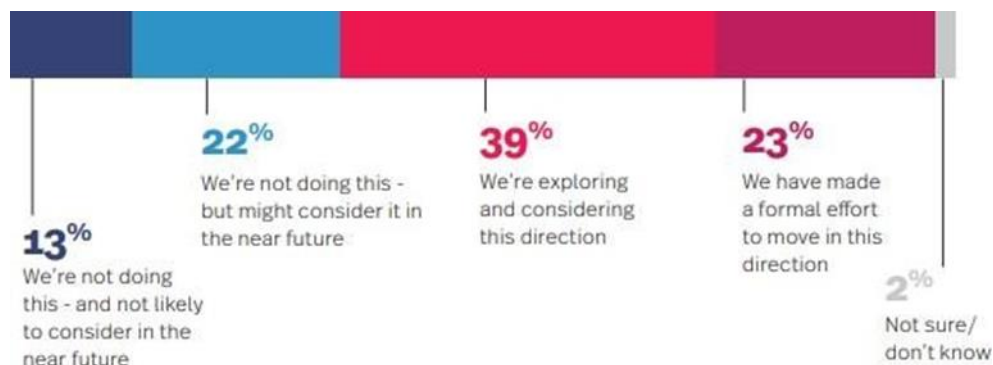 13%
We're not doing
this - and not likely
to consider in the
near future
22%
We're not doing this -
but might consider it in
the near future
39%
We're exploring
and considering
this direction
23%
We have made
a formal effort
to move in this
direction
2%
Not sure/
don't know